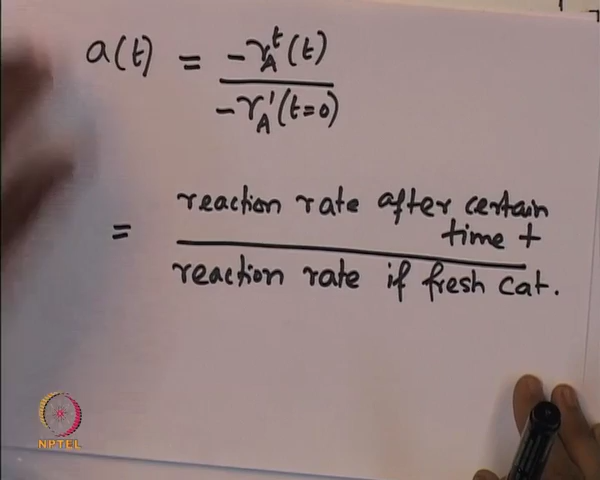 a(t) = -r_A^t(t)
-r_A'(t=0)
= reaction rate after certain
time t
reaction rate if fresh cat.
NPTEL